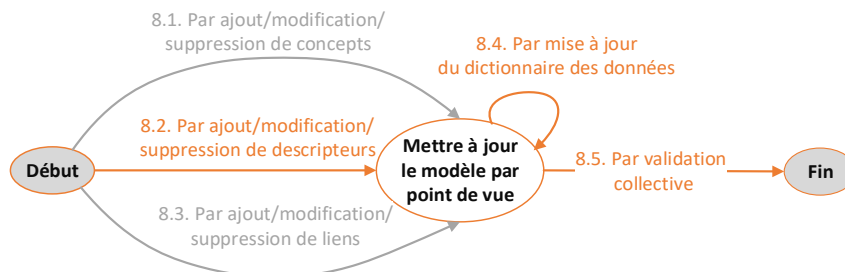 8.1. Par ajout/modification/
suppression de concepts
8.4. Par mise à jour
du dictionnaire des données
8.2. Par ajout/modification/
suppression de descripteurs
Début
Mettre à jour
le modèle par
point de vue
8.5. Par validation
collective
Fin
8.3. Par ajout/modification/
suppression de liens